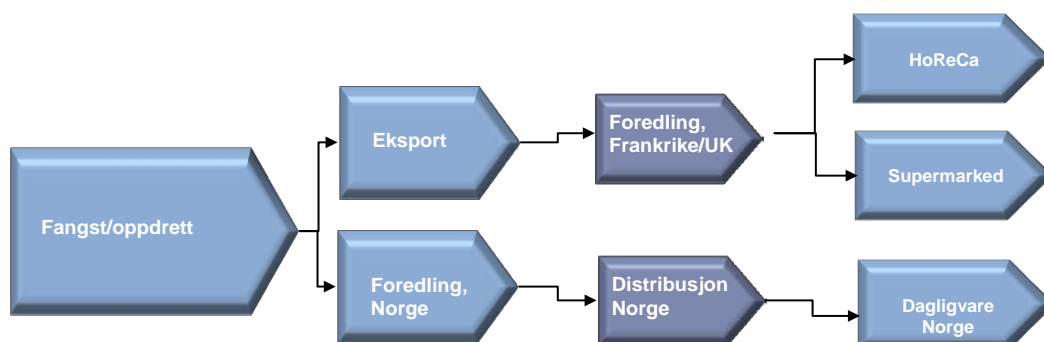 Fangst/oppdrett
Eksport
Foredling,
Norge
Foredling,
Frankrike/UK
Distribusjon
Norge
HoReCa
Supermarked
Dagligvare
Norge